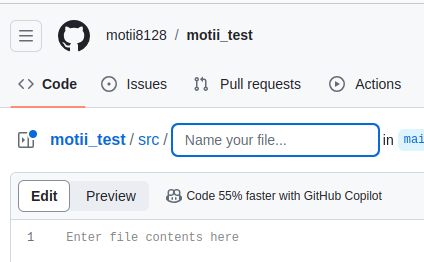 motii8128 / motii_test
Code Issues Pull requests Actions
motii_test / src / Name your file... in mai
Edit Preview Code 55% faster with GitHub Copilot
1 Enter file contents here